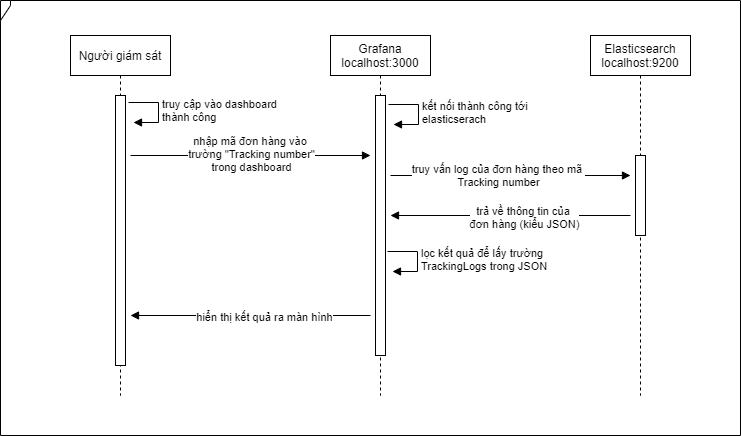 Người giám sát
Grafana
localhost:3000
Elasticsearch
localhost:9200
truy cập vào dashboard
thành công
kết nối thành công tới
elasticserach
nhập mã đơn hàng vào
trường "Tracking number"
trong dashboard
truy vấn log của đơn hàng theo mã
Tracking number
trả về thông tin của
đơn hàng (kiểu JSON)
lọc kết quả để lấy trường
TrackingLogs trong JSON
hiển thị kết quả ra màn hình